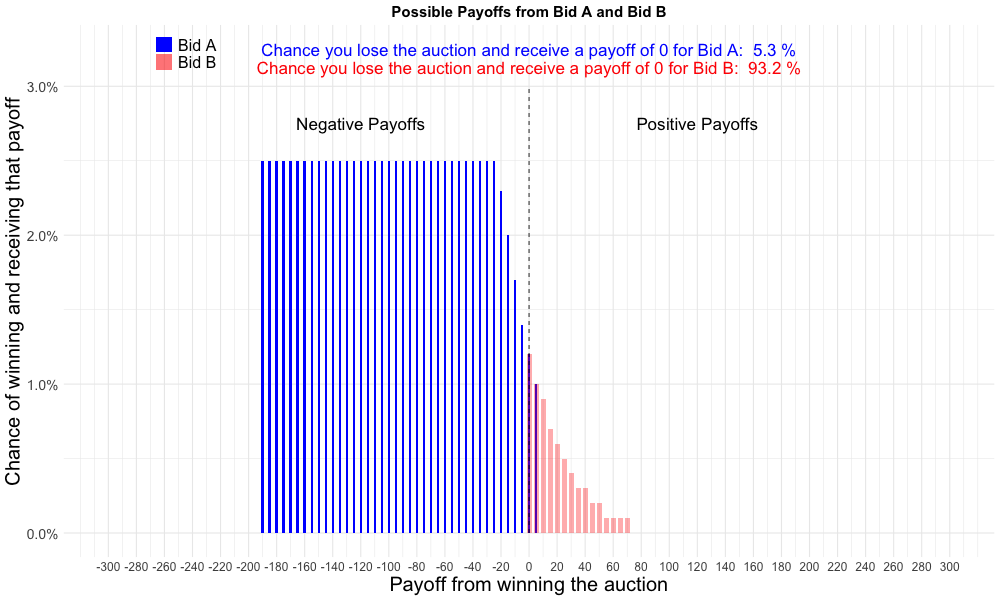 Possible Payoffs from Bid A and Bid B
Bid A
Bid B
Chance you lose the auction and receive a payoff of 0 for Bid A: 5.3 %
Chance you lose the auction and receive a payoff of 0 for Bid B: 93.2 %
Negative Payoffs
Positive Payoffs
Chance of winning and receiving that payoff
3.0%
2.0%
1.0%
0.0%
-300 -280 -260 -240 -220 -200 -180 -160 -140 -120 -100 -80 -60 -40 -20 0 20 40 60 80 100 120 140 160 180 200 220 240 260 280 300
Payoff from winning the auction